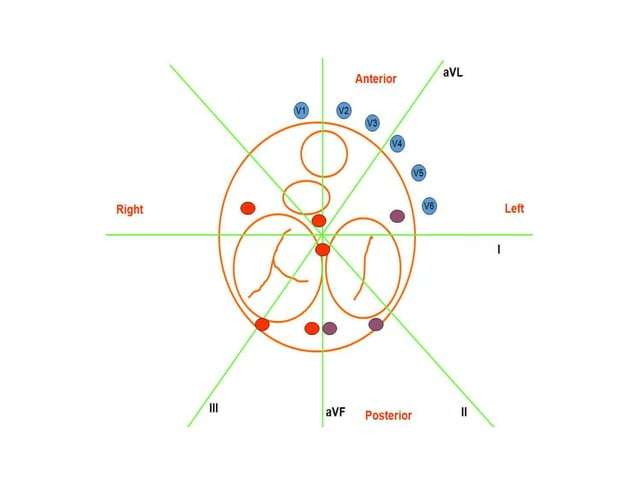 aVL
Anterior
V1
V2
V3
V4
V5
V6
Right
Left
I
III
aVF
Posterior
II